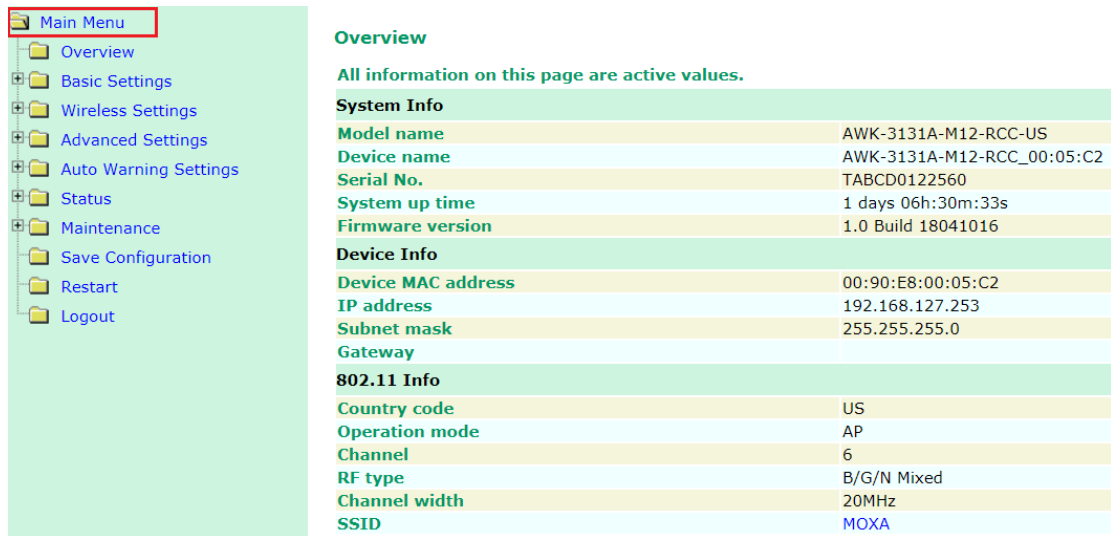 Main Menu
Overview
Basic Settings
Wireless Settings
Advanced Settings
Auto Warning Settings
Status
Maintenance
Save Configuration
Restart
Logout
Overview
All information on this page are active values.
System Info
Model name AWK-3131A-M12-RCC-US
Device name AWK-3131A-M12-RCC_00:05:C2
Serial No. TABCD0122560
System up time 1 days 06h:30m:33s
Firmware version 1.0 Build 18041016
Device Info
Device MAC address 00:90:E8:00:05:C2
IP address 192.168.127.253
Subnet mask 255.255.255.0
Gateway
802.11 Info
Country code US
Operation mode AP
Channel 6
RF type B/G/N Mixed
Channel width 20MHz
SSID MOXA